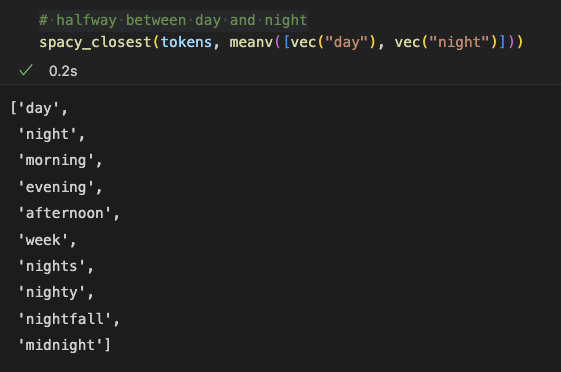 # halfway between day and night
spacy_closest(tokens, meanv([vec("day"), vec("night")]))
0.2s
['day',
'night',
'morning',
'evening',
'afternoon',
'week',
'nights',
'nighty',
'nightfall',
'midnight']